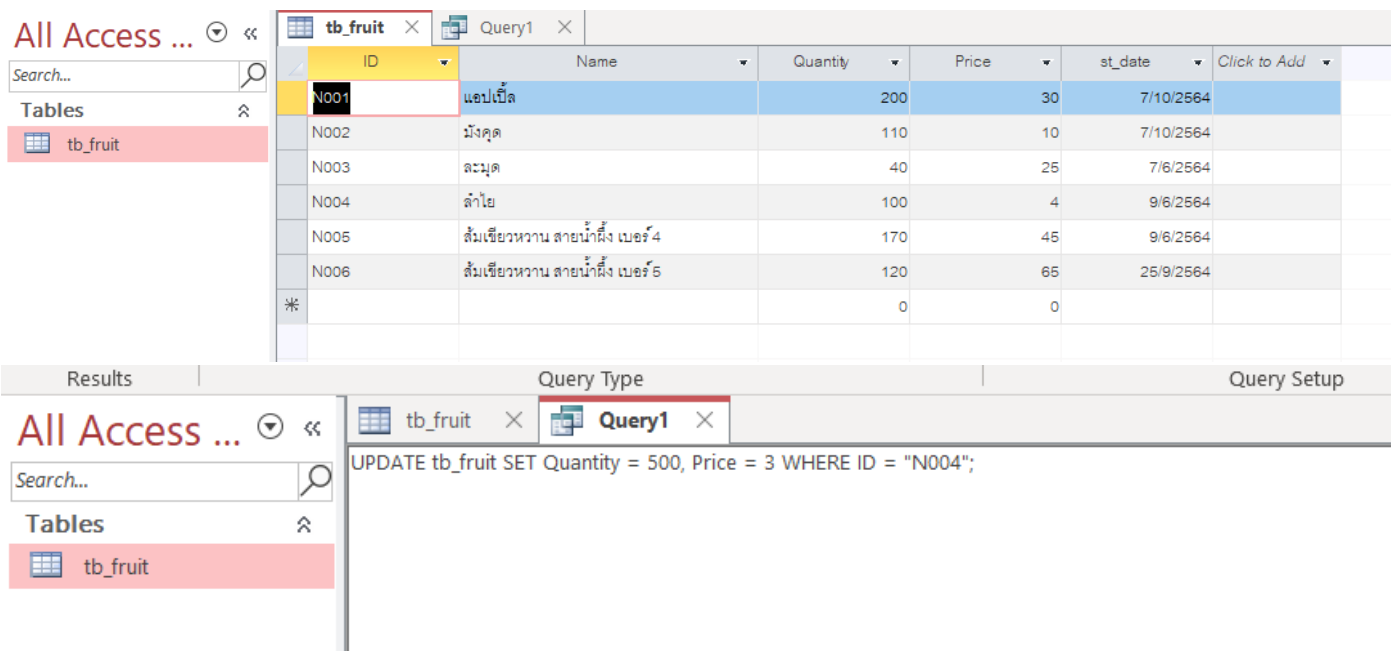 All Access ... «
tb_fruit Query1
Search...
Tables
tb_fruit
ID Name Quantity Price st_date Click to Add
N001 แอปเปิ้ล 200 30 7/10/2564
N002 มังคุด 110 10 7/10/2564
N003 ละมุด 40 25 7/6/2564
N004 ลำไย 100 4 9/6/2564
N005 ส้มเขียวหวาน สายน้ำผึ้ง เบอร์ 4 170 45 9/6/2564
N006 ส้มเขียวหวาน สายน้ำผึ้ง เบอร์ 5 120 65 25/9/2564
0 0
Results Query Type Query Setup
All Access ... «
tb_fruit Query1
Search...
Tables
tb_fruit
UPDATE tb_fruit SET Quantity = 500, Price = 3 WHERE ID = "N004";